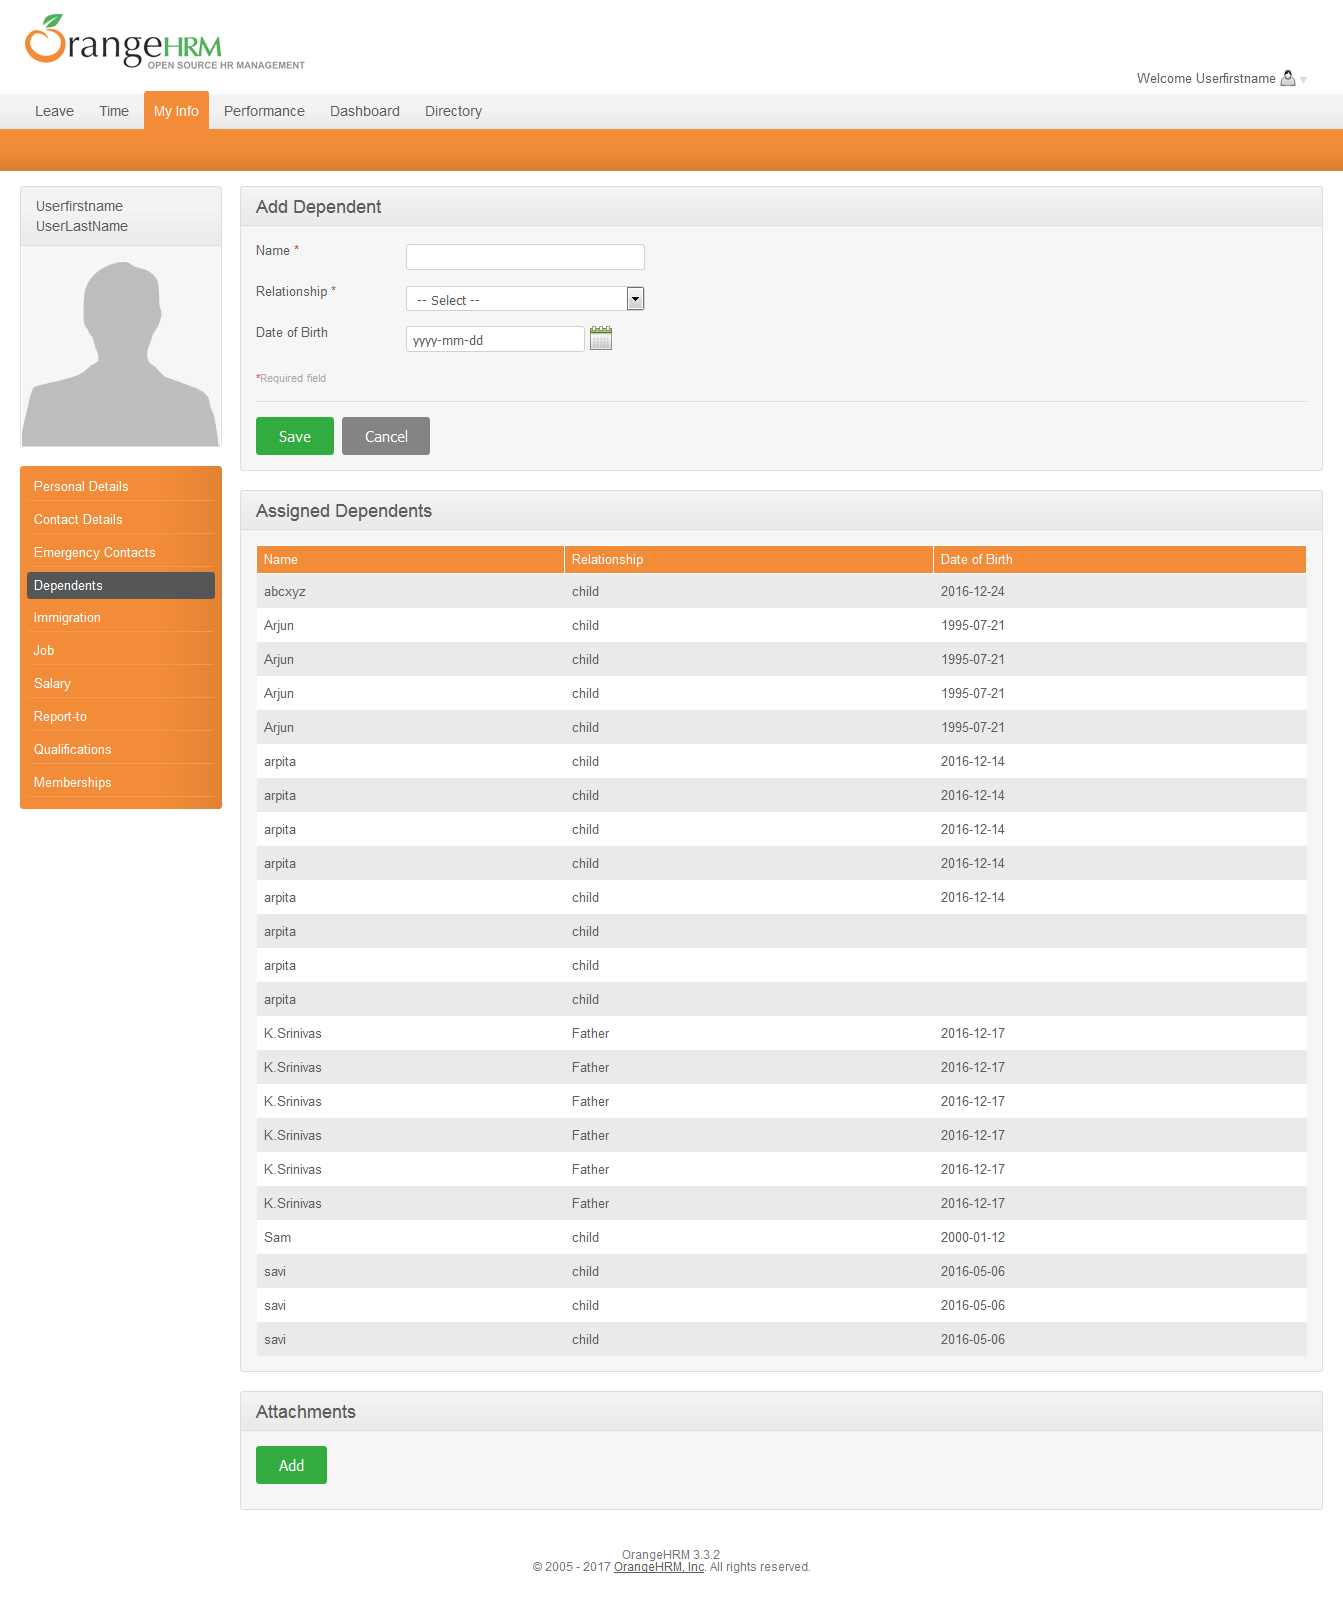 OrangeHRM
OPEN SOURCE HR MANAGEMENT
Welcome Userfirstname
Leave Time My Info Performance Dashboard Directory
Userfirstname
UserLastName
Personal Details
Contact Details
Emergency Contacts
Dependents
Immigration
Job
Salary
Report-to
Qualifications
Memberships
Add Dependent
Name *
Relationship * -- Select --
Date of Birth yyyy-mm-dd
*Required field
Save Cancel
Assigned Dependents
Name Relationship Date of Birth
abcxyz child 2016-12-24
Arjun child 1995-07-21
Arjun child 1995-07-21
Arjun child 1995-07-21
Arjun child 1995-07-21
arpita child 2016-12-14
arpita child 2016-12-14
arpita child 2016-12-14
arpita child 2016-12-14
arpita child 2016-12-14
arpita child
arpita child
arpita child
K.Srinivas Father 2016-12-17
K.Srinivas Father 2016-12-17
K.Srinivas Father 2016-12-17
K.Srinivas Father 2016-12-17
K.Srinivas Father 2016-12-17
K.Srinivas Father 2016-12-17
Sam child 2000-01-12
savi child 2016-05-06
savi child 2016-05-06
savi child 2016-05-06
Attachments
Add
OrangeHRM 3.3.2
© 2005 - 2017 OrangeHRM, Inc. All rights reserved.